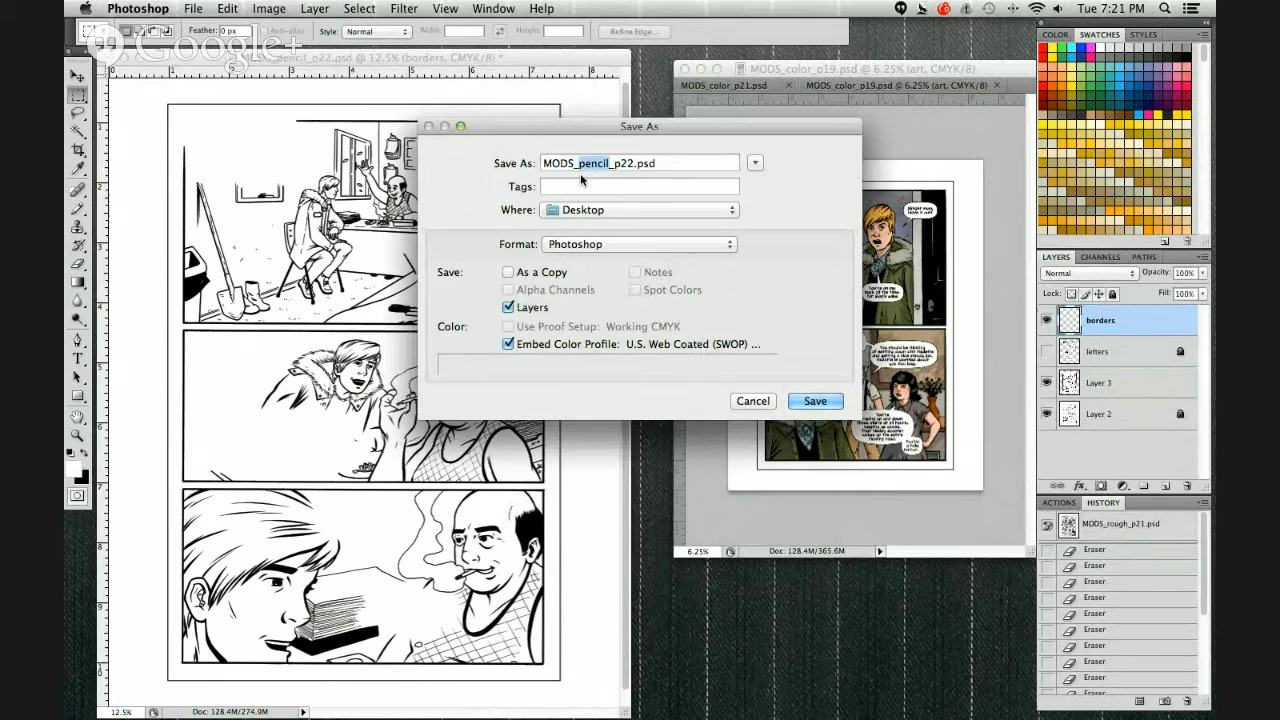 Photoshop File Edit Image Layer Select Filter View Window Help
Tue 7:21 PM
Feather: 0 px Anti-alias Style: Normal Width: Height: Refine Edge...
Google+
pencil_p22.psd @ 12.5% (borders, CMYK/8) *
MODS_color_p19.psd @ 6.25% (art, CMYK/8)
MODS_color_p21.psd × MODS_color_p19.psd @ 6.25% (art, CMYK/8) ×
Save As
Save As: MODS_pencil_p22.psd
Tags:
Where: Desktop
Format: Photoshop
Save: As a Copy Notes
Alpha Channels Spot Colors
Layers
Color: Use Proof Setup: Working CMYK
Embed Color Profile: U.S. Web Coated (SWOP) ...
Cancel Save
6.25% Doc: 128.4M/365.6M
12.5% Doc: 128.4M/274.9M
COLOR SWATCHES STYLES
LAYERS CHANNELS PATHS
Normal Opacity: 100%
Lock: Fill: 100%
borders
letters
Layer 3
Layer 2
ACTIONS HISTORY
MODS_rough_p21.psd
Eraser
Eraser
Eraser
Eraser
Eraser
Eraser
Eraser
Eraser
Eraser
Eraser